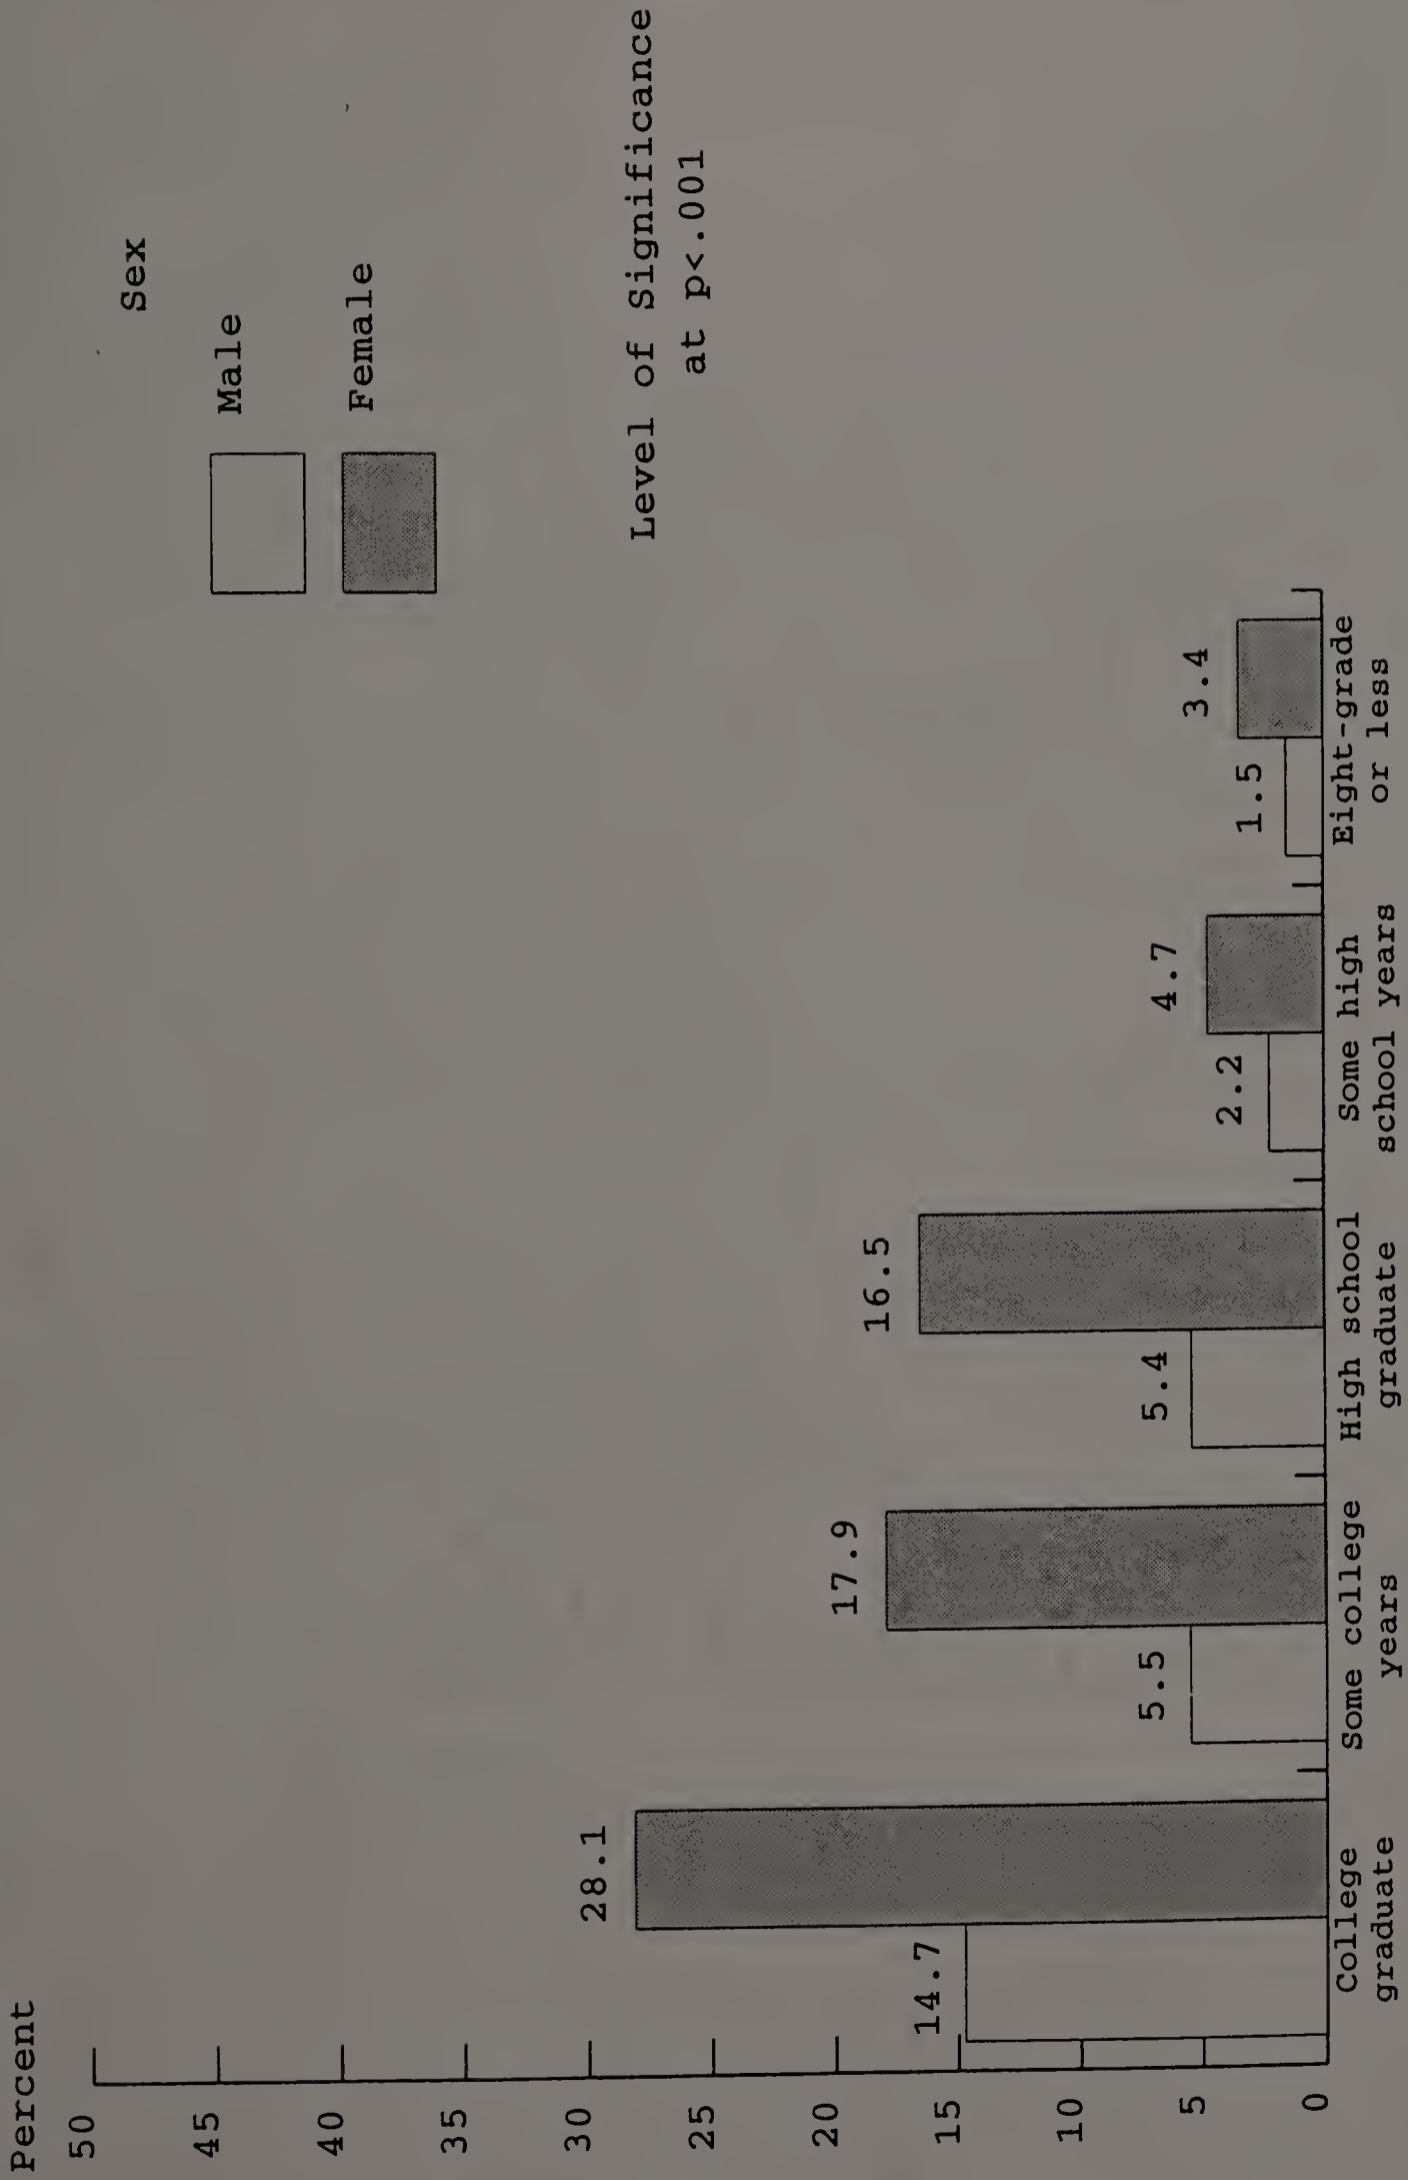 Percent
50
45
40
35
30
25
20
15
10
5
0
14.7
28.1
5.5
17.9
5.4
16.5
2.2
4.7
1.5
3.4
College
graduate
Some college
years
High school
graduate
Some high
school years
Eight-grade
or less
Sex
Male
Female
Level of Significance
at p<.001